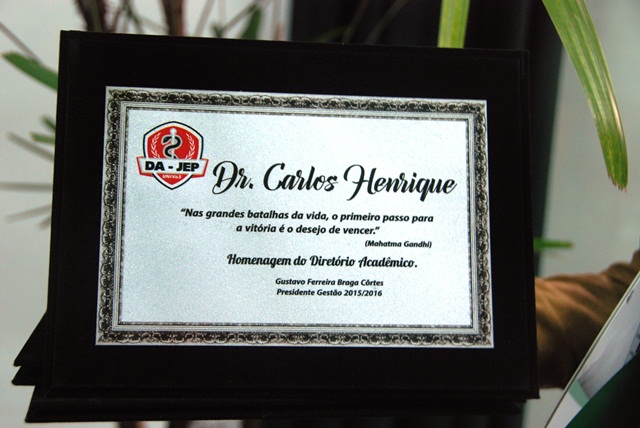 DA - JEP
UNIVÁS
Dr. Carlos Henrique
“Nas grandes batalhas da vida, o primeiro passo para
a vitória é o desejo de vencer.”
(Mahatma Gandhi)
Homenagem do Diretório Acadêmico.
Gustavo Ferreira Braga Côrtes
Presidente Gestão 2015/2016